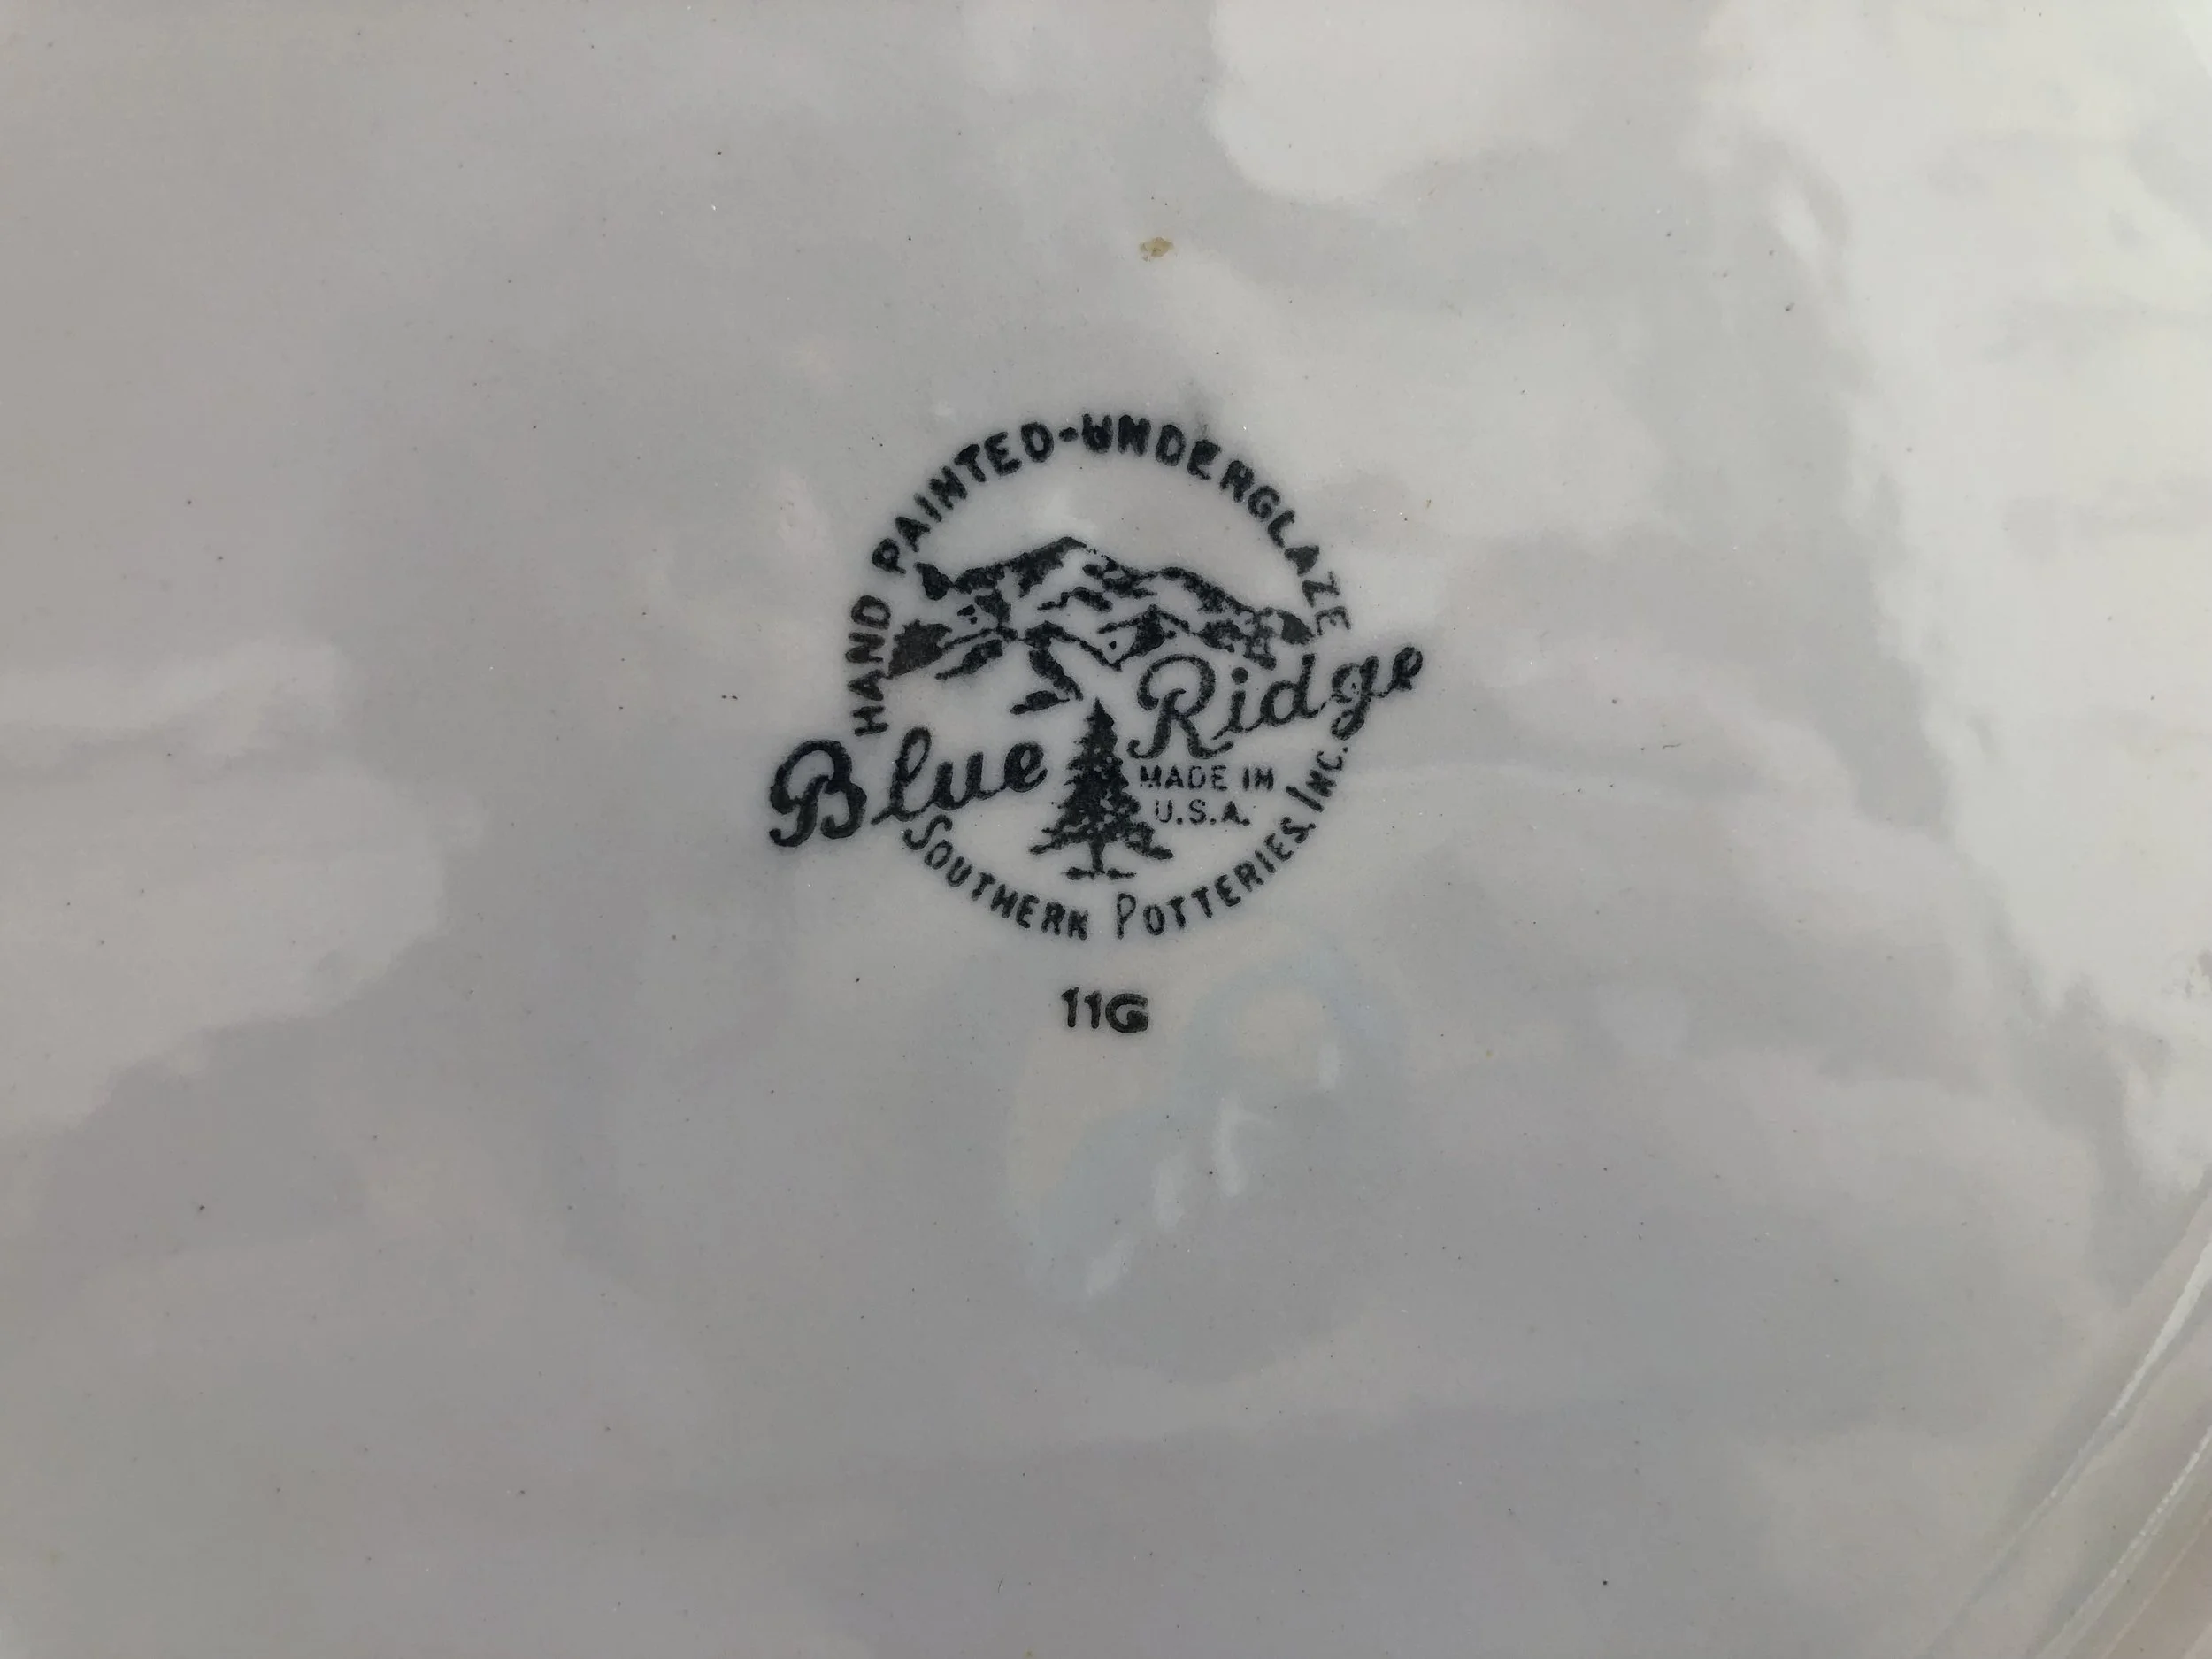 HAND PAINTED-UNDERGLAZE
Blue Ridge
MADE IN
U.S.A.
SOUTHERN POTTERIES, INC.
11G